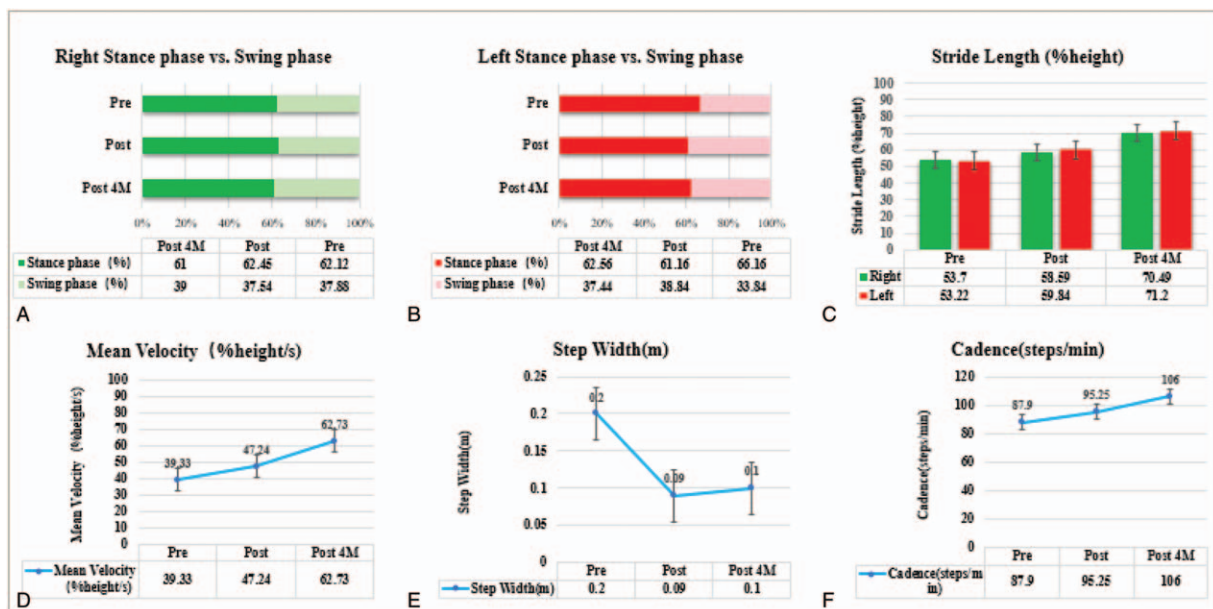 Right Stance phase vs. Swing phase
Pre
Post
Post 4M
0% 20% 40% 60% 80% 100%
Post 4M Post Pre
Stance phase (%) 61 62.45 62.12
Swing phase (%) 39 37.54 37.88
A
Left Stance phase vs. Swing phase
Pre
Post
Post 4M
0% 20% 40% 60% 80% 100%
Post 4M Post Pre
Stance phase (%) 62.56 61.16 66.16
Swing phase (%) 37.44 38.84 33.84
B
Stride Length (%height)
Stride Length (%height)
100
90
80
70
60
50
40
30
20
10
0
Pre Post Post 4M
Right 53.7 58.59 70.49
Left 53.22 59.84 71.2
C
Mean Velocity (%height/s)
Mean Velocity (%height/s)
100
90
80
70
60
50
40
30
20
10
0
39.33 47.24 62.73
Pre Post Post 4M
Mean Velocity
(%height/s) 39.33 47.24 62.73
D
Step Width(m)
Step Width(m)
0.25
0.2
0.15
0.1
0.05
0
0.2 0.09 0.1
Pre Post Post 4M
Step Width(m) 0.2 0.09 0.1
E
Cadence(steps/min)
Cadence(steps/min)
120
100
80
60
40
20
0
87.9 95.25 106
Pre Post Post 4M
Cadence(steps/m
in) 87.9 95.25 106
F